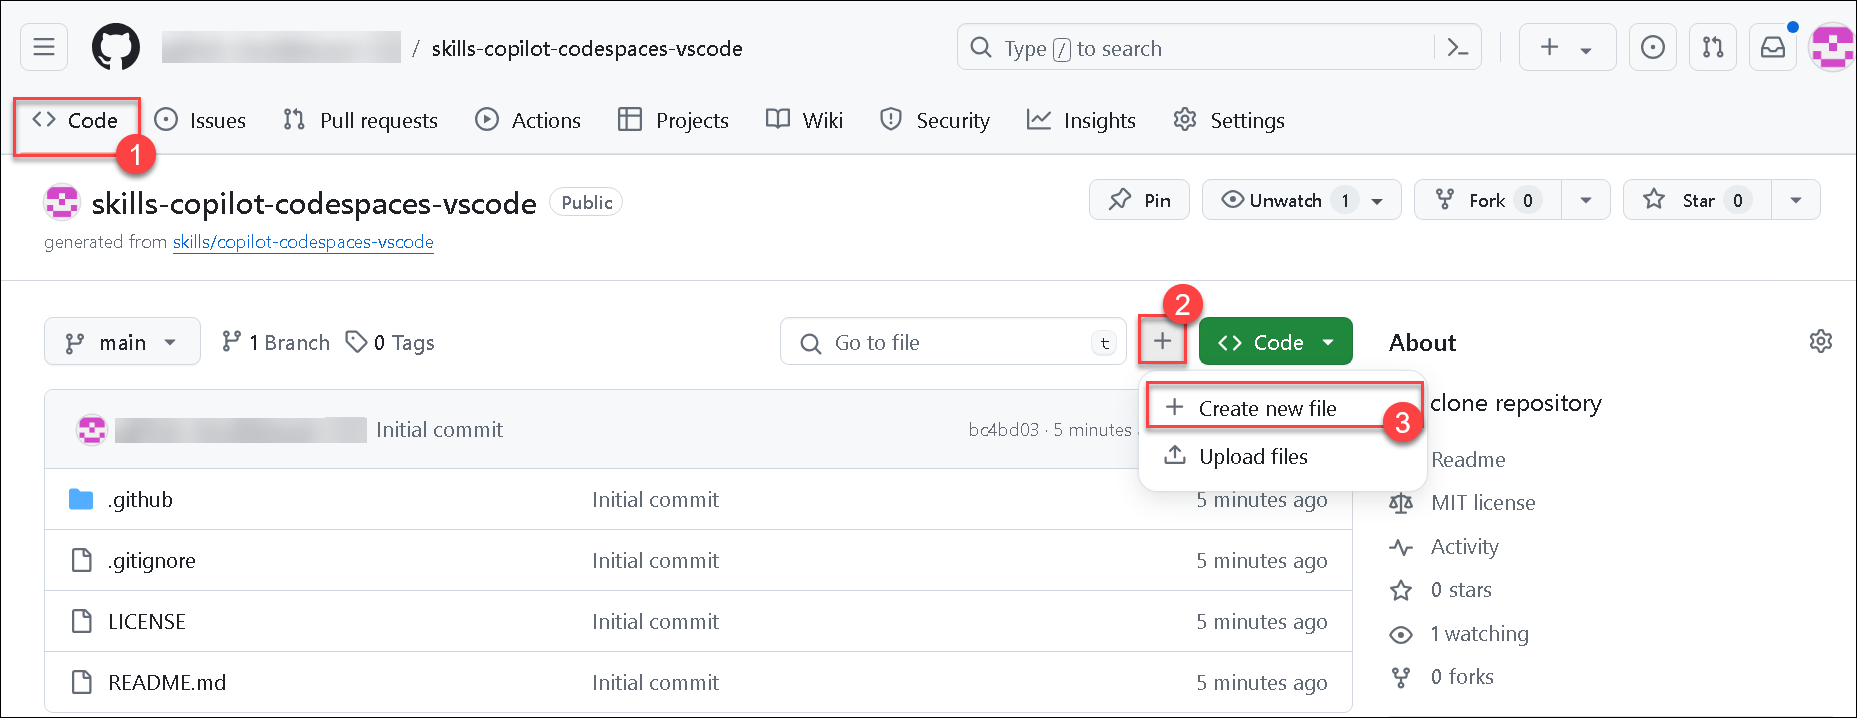 / skills-copilot-codespaces-vscode
Type / to search
Code Issues Pull requests Actions Projects Wiki Security Insights Settings
1
skills-copilot-codespaces-vscode Public
Pin Unwatch 1 Fork 0 Star 0
generated from skills/copilot-codespaces-vscode
2
main 1 Branch 0 Tags Go to file t Code About
Create new file 3
clone repository
Initial commit bc4bd03 · 5 minutes
Upload files
Readme
.github Initial commit 5 minutes ago
MIT license
.gitignore Initial commit 5 minutes ago
Activity
0 stars
LICENSE Initial commit 5 minutes ago
1 watching
README.md Initial commit 5 minutes ago
0 forks